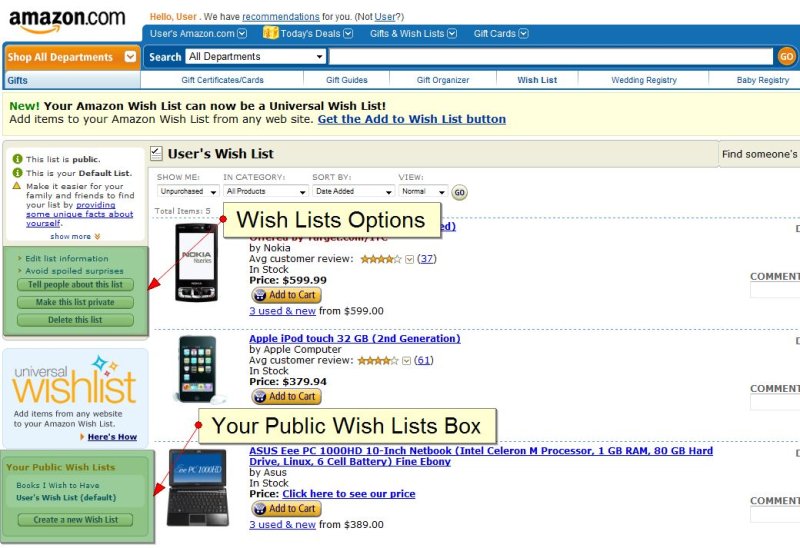 amazon.com
Hello, User . We have recommendations for you. (Not User?)
User's Amazon.com Today's Deals Gifts & Wish Lists Gift Cards
Shop All Departments Search All Departments GO
Gifts Gift Certificates/Cards Gift Guides Gift Organizer Wish List Wedding Registry Baby Registry
New! Your Amazon Wish List can now be a Universal Wish List!
Add items to your Amazon Wish List from any web site. Get the Add to Wish List button
This list is public.
This is your Default List.
Make it easier for your
family and friends to find
your list by providing
some unique facts about
yourself.
show more
Edit list information
Avoid spoiled surprises
Tell people about this list
Make this list private
Delete this list
universal
wishlist
Add items from any website
to your Amazon Wish List.
Here's How
Your Public Wish Lists
Books I Wish to Have
User's Wish List (default)
Create a new Wish List
User's Wish List Find someone's
SHOW ME: IN CATEGORY: SORT BY: VIEW:
Unpurchased All Products Date Added Normal GO
Total Items: 5
Wish Lists Options
NOKIA
Nseries
by Nokia
Avg customer review: (37)
In Stock
Price: $599.99
Add to Cart
3 used & new from $599.00
COMMENT
Apple iPod touch 32 GB (2nd Generation)
by Apple Computer
Avg customer review: (61)
In Stock
Price: $379.94
Add to Cart
COMMENT
Your Public Wish Lists Box
ASUS Eee PC 1000HD 10-Inch Netbook (Intel Celeron M Processor, 1 GB RAM, 80 GB Hard
Drive, Linux, 6 Cell Battery) Fine Ebony
Eee PC 1000HD
by Asus
In Stock
Price: Click here to see our price
Add to Cart
3 used & new from $389.00
COMMENT